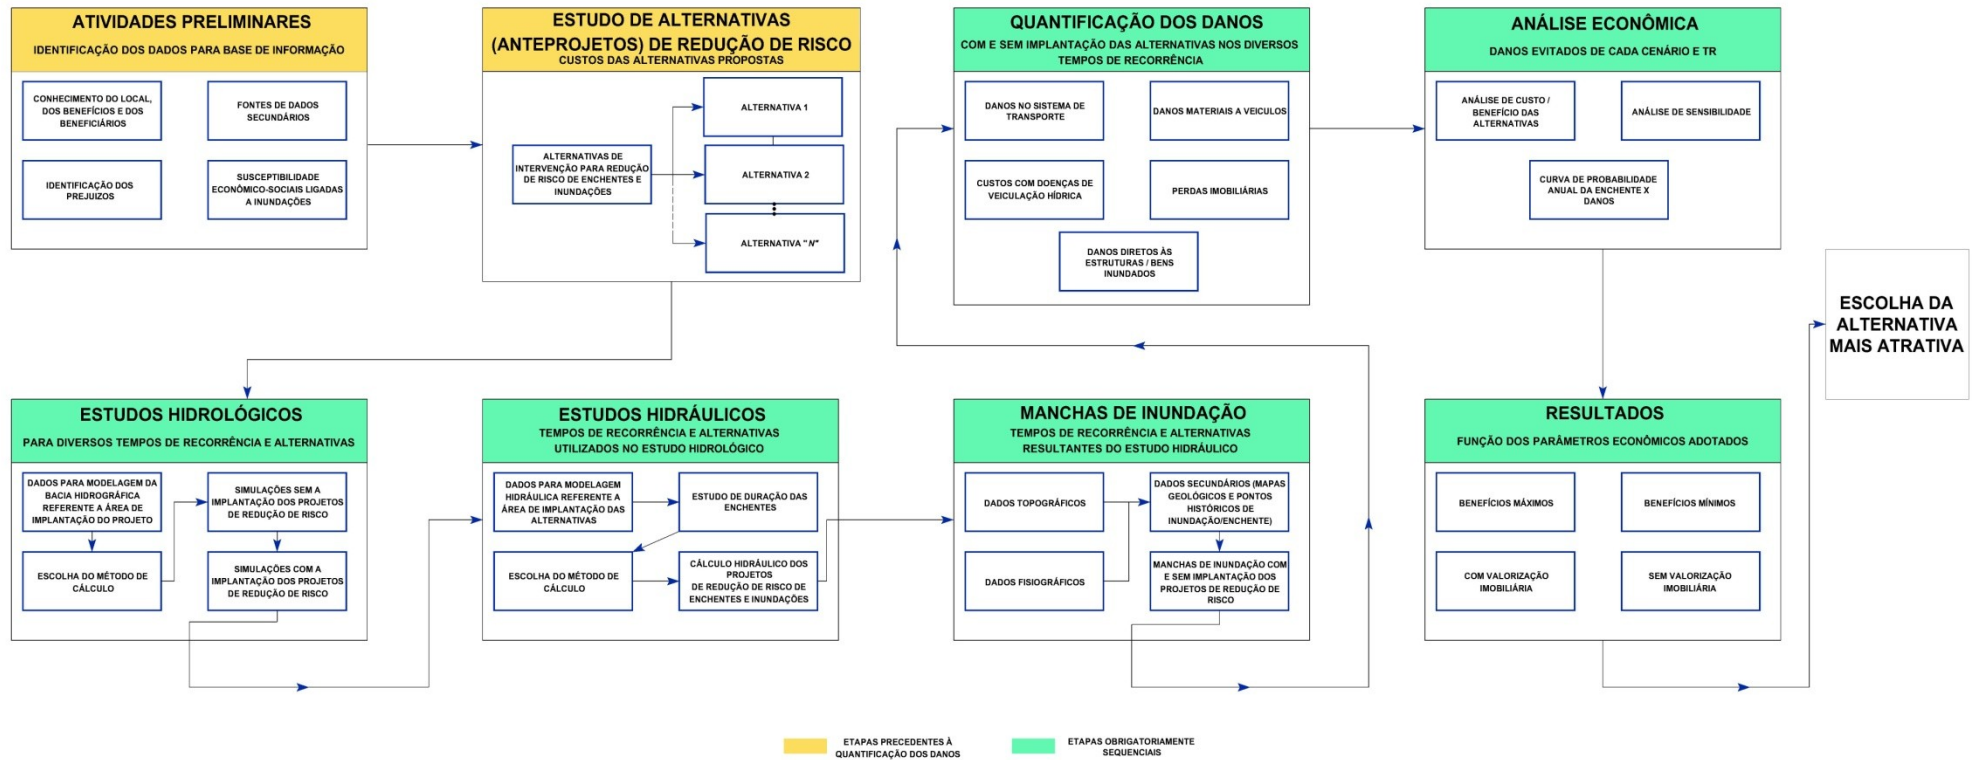 ATIVIDADES PRELIMINARES
IDENTIFICAÇÃO DOS DADOS PARA BASE DE INFORMAÇÃO
CONHECIMENTO DO LOCAL,
DOS BENEFÍCIOS E DOS
BENEFICIÁRIOS
FONTES DE DADOS
SECUNDÁRIOS
IDENTIFICAÇÃO DOS
PREJUIZOS
SUSCEPTIBILIDADE
ECONÔMICO-SOCIAIS LIGADAS
A INUNDAÇÕES
ESTUDO DE ALTERNATIVAS
(ANTEPROJETOS) DE REDUÇÃO DE RISCO
CUSTOS DAS ALTERNATIVAS PROPOSTAS
ALTERNATIVAS DE
INTERVENÇÃO PARA REDUÇÃO
DE RISCO DE ENCHENTES E
INUNDAÇÕES
ALTERNATIVA 1
ALTERNATIVA 2
ALTERNATIVA "N"
QUANTIFICAÇÃO DOS DANOS
COM E SEM IMPLANTAÇÃO DAS ALTERNATIVAS NOS DIVERSOS
TEMPOS DE RECORRÊNCIA
DANOS NO SISTEMA DE
TRANSPORTE
DANOS MATERIAIS A VEICULOS
CUSTOS COM DOENÇAS DE
VEICULAÇÃO HÍDRICA
PERDAS IMOBILIÁRIAS
DANOS DIRETOS ÀS
ESTRUTURAS / BENS
INUNDADOS
ANÁLISE ECONÔMICA
DANOS EVITADOS DE CADA CENÁRIO E TR
ANÁLISE DE CUSTO /
BENEFÍCIO DAS
ALTERNATIVAS
ANÁLISE DE SENSIBILIDADE
CURVA DE PROBABILIDADE
ANUAL DA ENCHENTE X
DANOS
ESCOLHA DA
ALTERNATIVA
MAIS ATRATIVA
ESTUDOS HIDROLÓGICOS
PARA DIVERSOS TEMPOS DE RECORRÊNCIA E ALTERNATIVAS
DADOS PARA MODELAGEM DA
BACIA HIDROGRÁFICA
REFERENTE A ÁREA DE
IMPLANTAÇÃO DO PROJETO
SIMULAÇÕES SEM A
IMPLANTAÇÃO DOS PROJETOS
DE REDUÇÃO DE RISCO
ESCOLHA DO MÉTODO DE
CÁLCULO
SIMULAÇÕES COM A
IMPLANTAÇÃO DOS PROJETOS
DE REDUÇÃO DE RISCO
ESTUDOS HIDRÁULICOS
TEMPOS DE RECORRÊNCIA E ALTERNATIVAS
UTILIZADOS NO ESTUDO HIDROLÓGICO
DADOS PARA MODELAGEM
HIDRÁULICA REFERENTE A
ÁREA DE IMPLANTAÇÃO DAS
ALTERNATIVAS
ESTUDO DE DURAÇÃO DAS
ENCHENTES
ESCOLHA DO MÉTODO DE
CÁLCULO
CÁLCULO HIDRÁULICO DOS
PROJETOS
DE REDUÇÃO DE RISCO DE
ENCHENTES E INUNDAÇÕES
MANCHAS DE INUNDAÇÃO
TEMPOS DE RECORRÊNCIA E ALTERNATIVAS
RESULTANTES DO ESTUDO HIDRÁULICO
DADOS TOPOGRÁFICOS
DADOS SECUNDÁRIOS (MAPAS
GEOLÓGICOS E PONTOS
HISTÓRICOS DE
INUNDAÇÃO/ENCHENTE)
DADOS FISIOGRÁFICOS
MANCHAS DE INUNDAÇÃO COM
E SEM IMPLANTAÇÃO DOS
PROJETOS DE REDUÇÃO DE
RISCO
RESULTADOS
FUNÇÃO DOS PARÂMETROS ECONÔMICOS ADOTADOS
BENEFÍCIOS MÁXIMOS
BENEFÍCIOS MÍNIMOS
COM VALORIZAÇÃO
IMOBILIÁRIA
SEM VALORIZAÇÃO
IMOBILIÁRIA
ETAPAS PRECEDENTES À
QUANTIFICAÇÃO DOS DANOS
ETAPAS OBRIGATORIAMENTE
SEQUENCIAIS